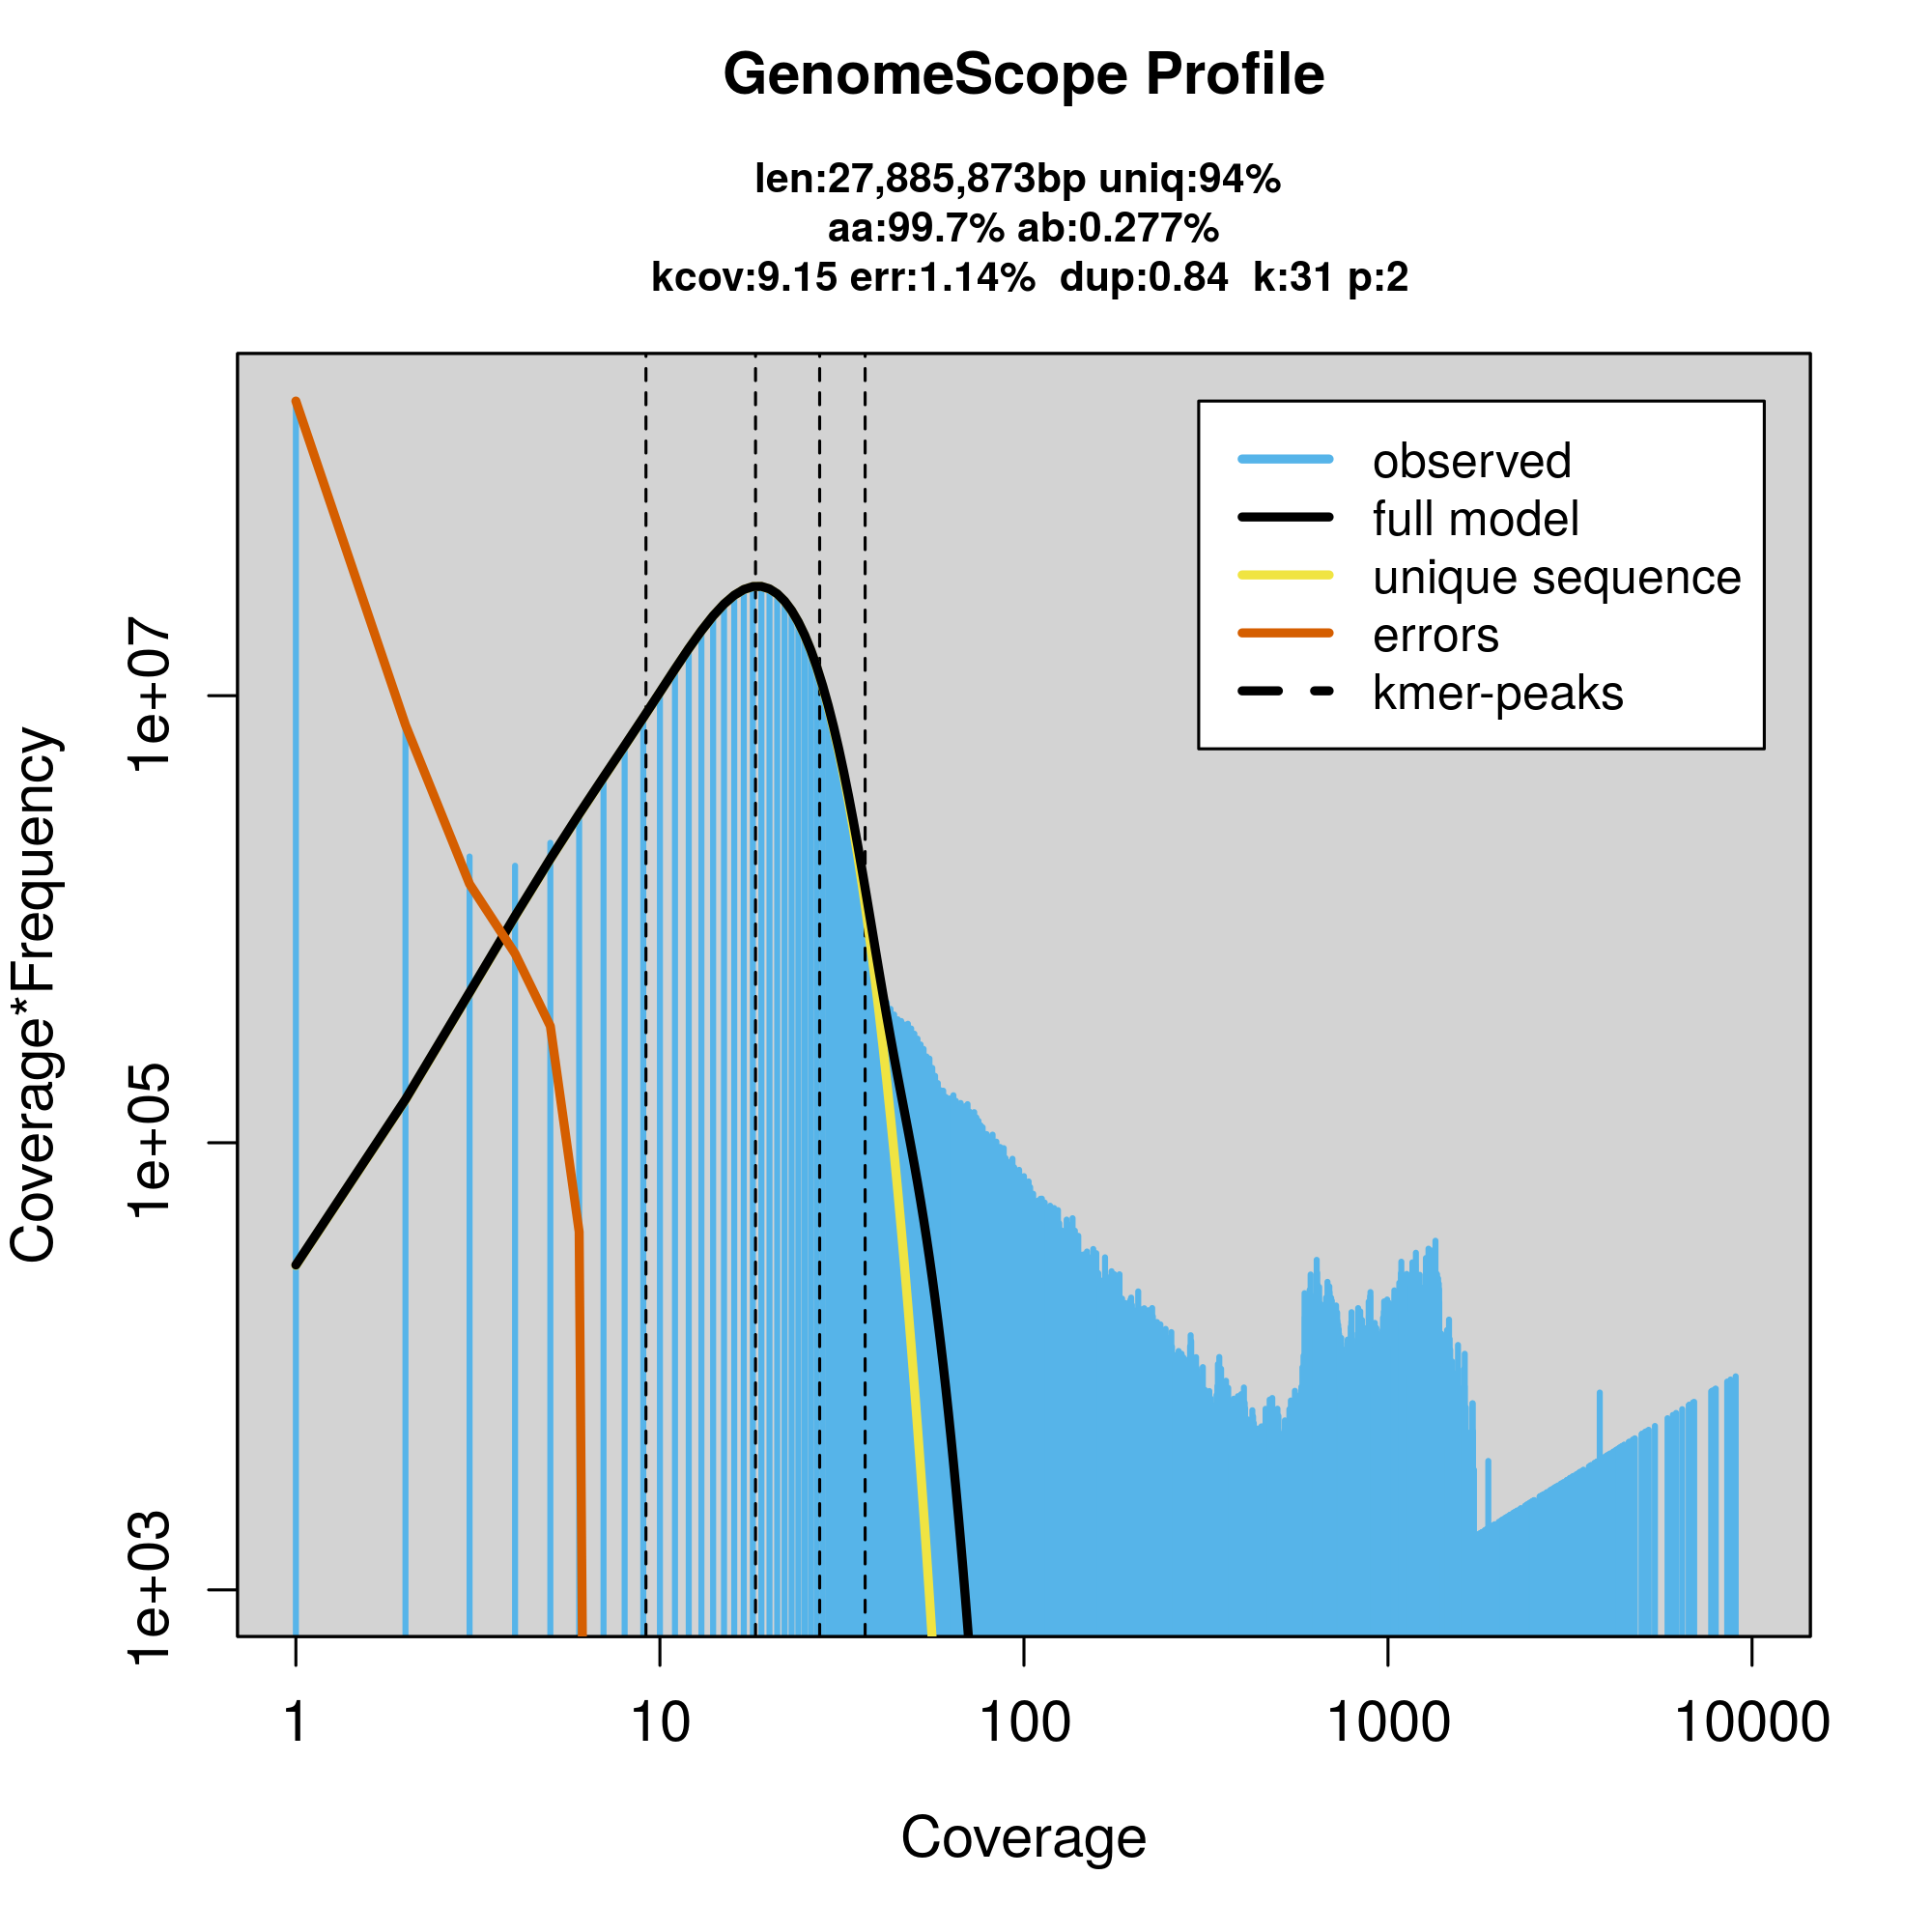 GenomeScope Profile
len:27,885,873bp uniq:94%
aa:99.7% ab:0.277%
kcov:9.15 err:1.14% dup:0.84 k:31 p:2
observed
full model
unique sequence
errors
kmer-peaks
Coverage*Frequency
1e+07
1e+05
1e+03
1 10 100 1000 10000
Coverage